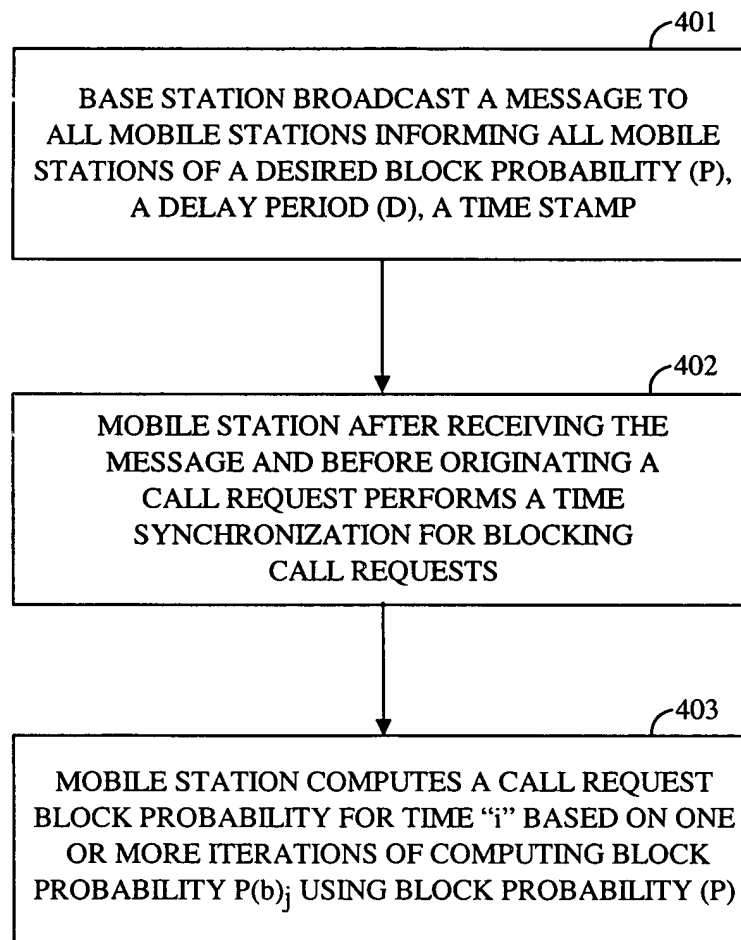 401
BASE STATION BROADCAST A MESSAGE TO
ALL MOBILE STATIONS INFORMING ALL MOBILE
STATIONS OF A DESIRED BLOCK PROBABILITY (P),
A DELAY PERIOD (D), A TIME STAMP
402
MOBILE STATION AFTER RECEIVING THE
MESSAGE AND BEFORE ORIGINATING A
CALL REQUEST PERFORMS A TIME
SYNCHRONIZATION FOR BLOCKING
CALL REQUESTS
403
MOBILE STATION COMPUTES A CALL REQUEST
BLOCK PROBABILITY FOR TIME “i” BASED ON ONE
OR MORE ITERATIONS OF COMPUTING BLOCK
PROBABILITY P(b)j USING BLOCK PROBABILITY (P)